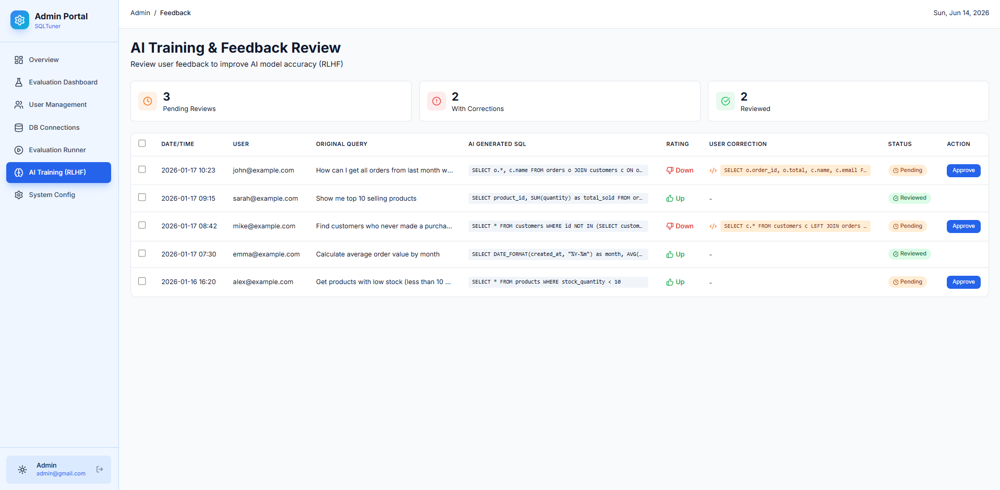 Admin Portal
SQLTuner
Overview
Evaluation Dashboard
User Management
DB Connections
Evaluation Runner
AI Training (RLHF)
System Config
Admin
admin@gmail.com
Admin / Feedback
Sun, Jun 14, 2026
AI Training & Feedback Review
Review user feedback to improve AI model accuracy (RLHF)
3
Pending Reviews
2
With Corrections
2
Reviewed
DATE/TIME USER ORIGINAL QUERY AI GENERATED SQL RATING USER CORRECTION STATUS ACTION
2026-01-17 10:23 john@example.com How can I get all orders from last month w... SELECT o.*, c.name FROM orders o JOIN customers c ON o… Down SELECT o.order_id, o.total, c.name, c.email F… Pending Approve
2026-01-17 09:15 sarah@example.com Show me top 10 selling products SELECT product_id, SUM(quantity) as total_sold FROM or… Up - Reviewed
2026-01-17 08:42 mike@example.com Find customers who never made a purcha... SELECT * FROM customers WHERE id NOT IN (SELECT custom… Down SELECT c.* FROM customers c LEFT JOIN orders … Pending Approve
2026-01-17 07:30 emma@example.com Calculate average order value by month SELECT DATE_FORMAT(created_at, "%Y-%m") as month, AVG(… Up - Reviewed
2026-01-16 16:20 alex@example.com Get products with low stock (less than 10 ... SELECT * FROM products WHERE stock_quantity < 10 Up - Pending Approve